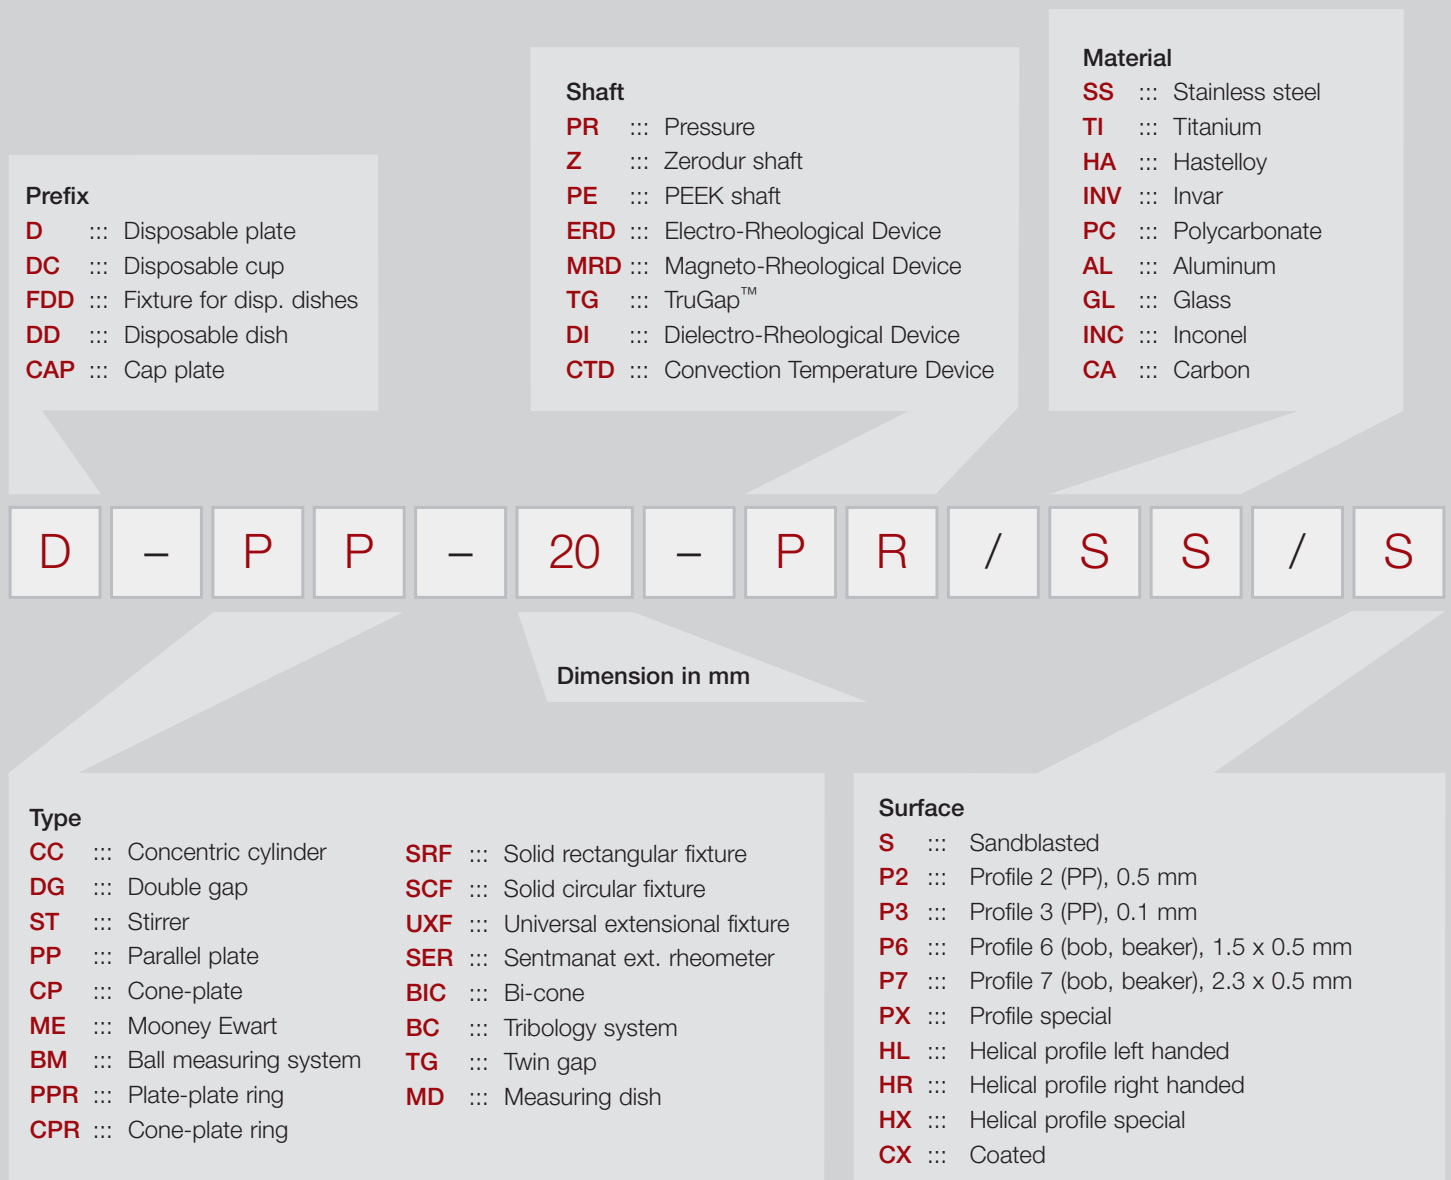 Prefix
D ::: Disposable plate
DC ::: Disposable cup
FDD ::: Fixture for disp. dishes
DD ::: Disposable dish
CAP ::: Cap plate
Shaft
PR ::: Pressure
Z ::: Zerodur shaft
PE ::: PEEK shaft
ERD ::: Electro-Rheological Device
MRD ::: Magneto-Rheological Device
TG ::: TruGap™
DI ::: Dielectro-Rheological Device
CTD ::: Convection Temperature Device
Material
SS ::: Stainless steel
TI ::: Titanium
HA ::: Hastelloy
INV ::: Invar
PC ::: Polycarbonate
AL ::: Aluminum
GL ::: Glass
INC ::: Inconel
CA ::: Carbon
D – P P – 20 – P R / S S / S
Dimension in mm
Type
CC ::: Concentric cylinder
DG ::: Double gap
ST ::: Stirrer
PP ::: Parallel plate
CP ::: Cone-plate
ME ::: Mooney Ewart
BM ::: Ball measuring system
PPR ::: Plate-plate ring
CPR ::: Cone-plate ring
SRF ::: Solid rectangular fixture
SCF ::: Solid circular fixture
UXF ::: Universal extensional fixture
SER ::: Sentmanat ext. rheometer
BIC ::: Bi-cone
BC ::: Tribology system
TG ::: Twin gap
MD ::: Measuring dish
Surface
S ::: Sandblasted
P2 ::: Profile 2 (PP), 0.5 mm
P3 ::: Profile 3 (PP), 0.1 mm
P6 ::: Profile 6 (bob, beaker), 1.5 x 0.5 mm
P7 ::: Profile 7 (bob, beaker), 2.3 x 0.5 mm
PX ::: Profile special
HL ::: Helical profile left handed
HR ::: Helical profile right handed
HX ::: Helical profile special
CX ::: Coated